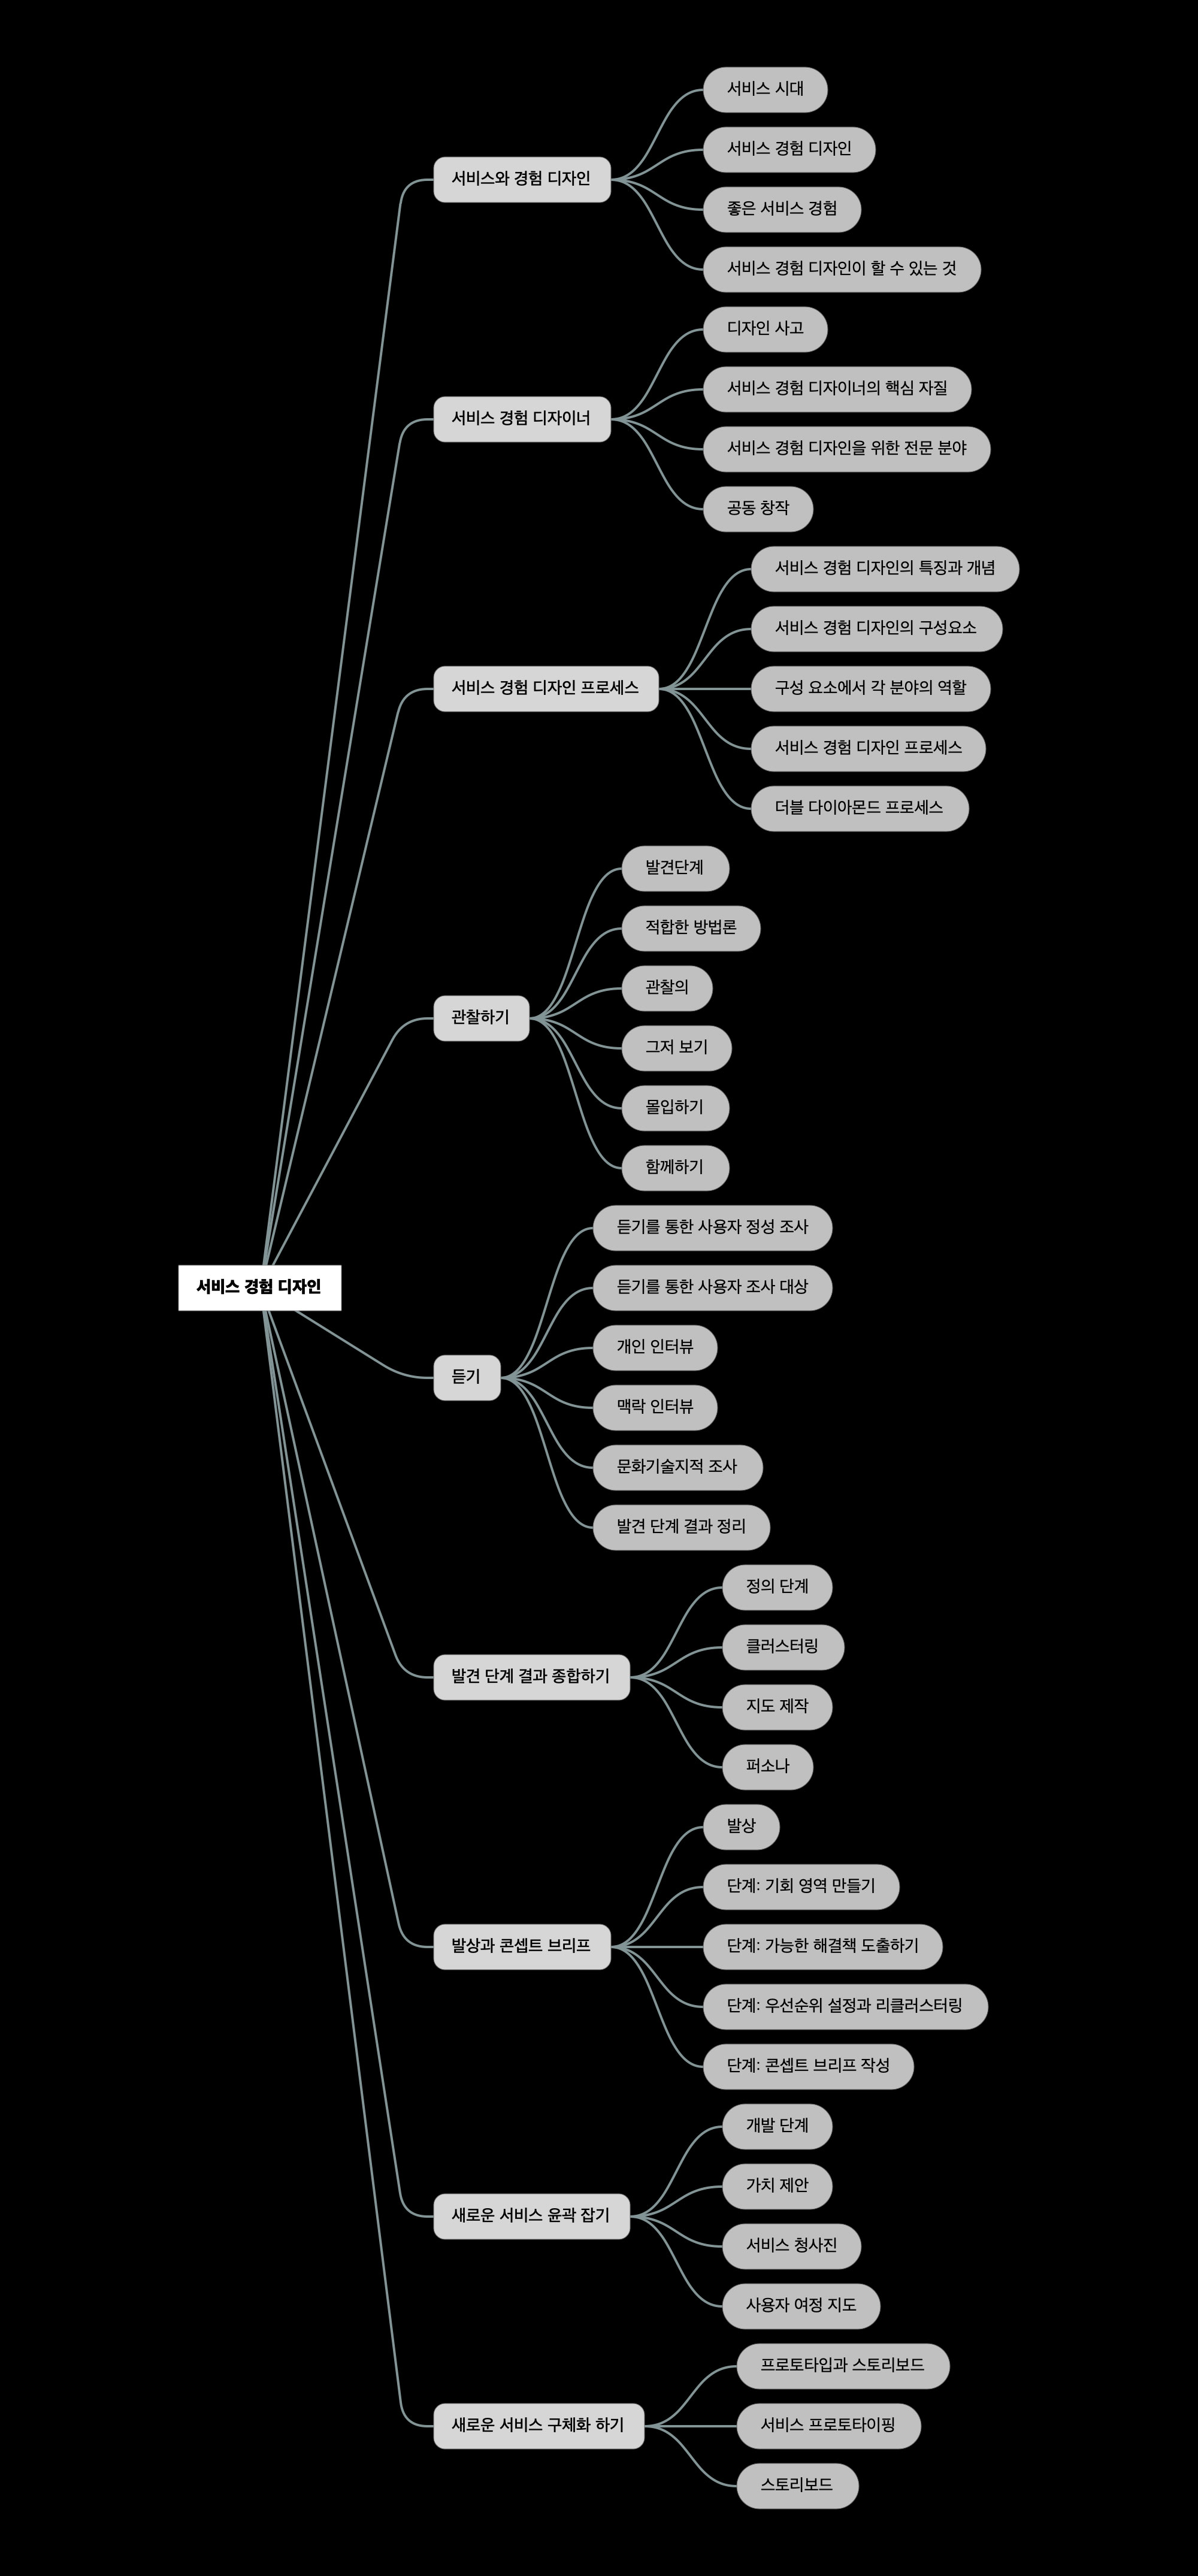 서비스 경험 디자인
서비스와 경험 디자인
서비스 시대
서비스 경험 디자인
좋은 서비스 경험
서비스 경험 디자인이 할 수 있는 것
서비스 경험 디자이너
디자인 사고
서비스 경험 디자이너의 핵심 자질
서비스 경험 디자인을 위한 전문 분야
공동 창작
서비스 경험 디자인 프로세스
서비스 경험 디자인의 특징과 개념
서비스 경험 디자인의 구성요소
구성 요소에서 각 분야의 역할
서비스 경험 디자인 프로세스
더블 다이아몬드 프로세스
관찰하기
발견단계
적합한 방법론
관찰의
그저 보기
몰입하기
함께하기
듣기
듣기를 통한 사용자 정성 조사
듣기를 통한 사용자 조사 대상
개인 인터뷰
맥락 인터뷰
문화기술지적 조사
발견 단계 결과 정리
발견 단계 결과 종합하기
정의 단계
클러스터링
지도 제작
퍼소나
발상과 콘셉트 브리프
발상
단계: 기회 영역 만들기
단계: 가능한 해결책 도출하기
단계: 우선순위 설정과 리클러스터링
단계: 콘셉트 브리프 작성
새로운 서비스 윤곽 잡기
개발 단계
가치 제안
서비스 청사진
사용자 여정 지도
새로운 서비스 구체화 하기
프로토타입과 스토리보드
서비스 프로토타이핑
스토리보드